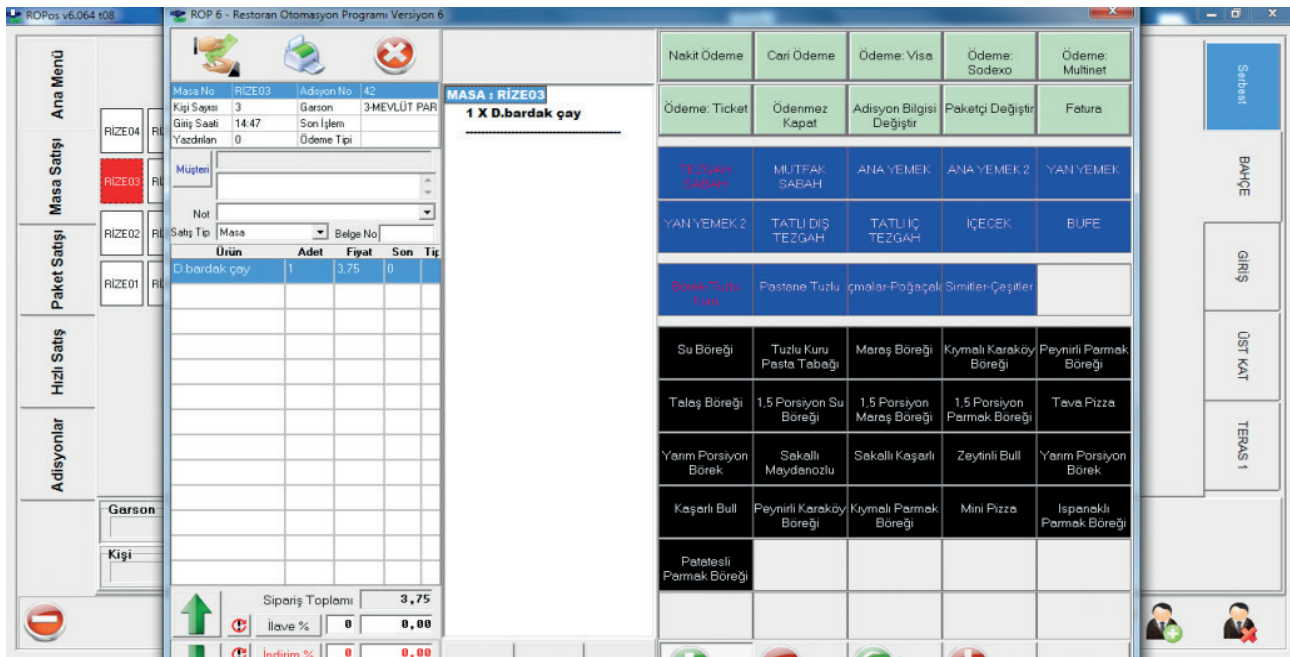 ROPos v6.064 t08
ROP 6 - Restoran Otomasyon Programı Versiyon 6
Ana Menü
Masa Satışı
Paket Satışı
Hızlı Satış
Adisyonlar
RİZE04
RİZE03
RİZE02
RİZE01
Garson
Kişi
Masa No RİZE03 Adisyon No 42
Kişi Sayısı 3 Garson 3-MEVLÜT PAR
Giriş Saati 14:47 Son İşlem
Yazdırılan 0 Ödeme Tipi
Müşteri
Not
Satış Tip Masa Belge No
Ürün Adet Fiyat Son Tip
D.bardak çay 1 3,75 0
Sipariş Toplamı 3,75
İlave % 0 0,00
İndirim % 0 0,00
MASA : RİZE03
1 X D.bardak çay
Nakit Ödeme Cari Ödeme Ödeme: Visa Ödeme: Sodexo Ödeme: Multinet
Ödeme: Ticket Ödenmez Kapat Adisyon Bilgisi Değiştir Paketçi Değiştir Fatura
TEZGAH SABAH MUTFAK SABAH ANA YEMEK ANA YEMEK 2 YAN YEMEK
YAN YEMEK 2 TATLI DIŞ TEZGAH TATLI İÇ TEZGAH İÇECEK BÜFE
Börek Tuzlu Kuru Pastane Tuzlu çmalar-Poğaçala Simitler-Çeşitler
Su Böreği Tuzlu Kuru Pasta Tabağı Maraş Böreği Kıymalı Karaköy Böreği Peynirli Parmak Böreği
Talaş Böreği 1,5 Porsiyon Su Böreği 1,5 Porsiyon Maraş Böreği 1,5 Porsiyon Parmak Böreği Tava Pizza
Yarım Porsiyon Börek Sakallı Maydanozlu Sakallı Kaşarlı Zeytinli Bull Yarım Porsiyon Börek
Kaşarlı Bull Peynirli Karaköy Böreği Kıymalı Parmak Böreği Mini Pizza Ispanaklı Parmak Böreği
Patatesli Parmak Böreği
Serbest
BAHÇE
GİRİŞ
ÜST KAT
TERAS 1